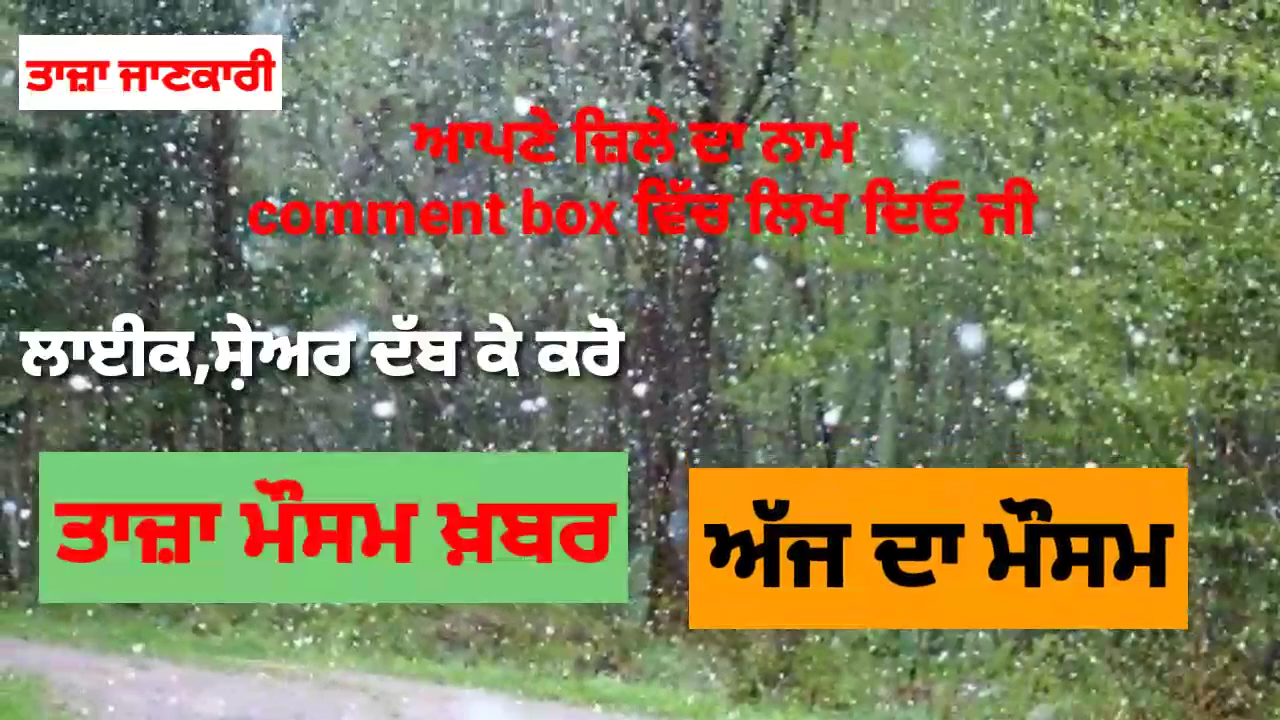 ਤਾਜ਼ਾ ਜਾਣਕਾਰੀ
ਆਪਣੇ ਜ਼ਿਲੇ ਦਾ ਨਾਮ
comment box ਵਿੱਚ ਲਿਖ ਦਿਓ ਜੀ
ਲਾਈਕ,ਸ਼ੇਅਰ ਦੱਬ ਕੇ ਕਰੋ
ਤਾਜ਼ਾ ਮੌਸਮ ਖ਼ਬਰ
ਅੱਜ ਦਾ ਮੌਸਮ